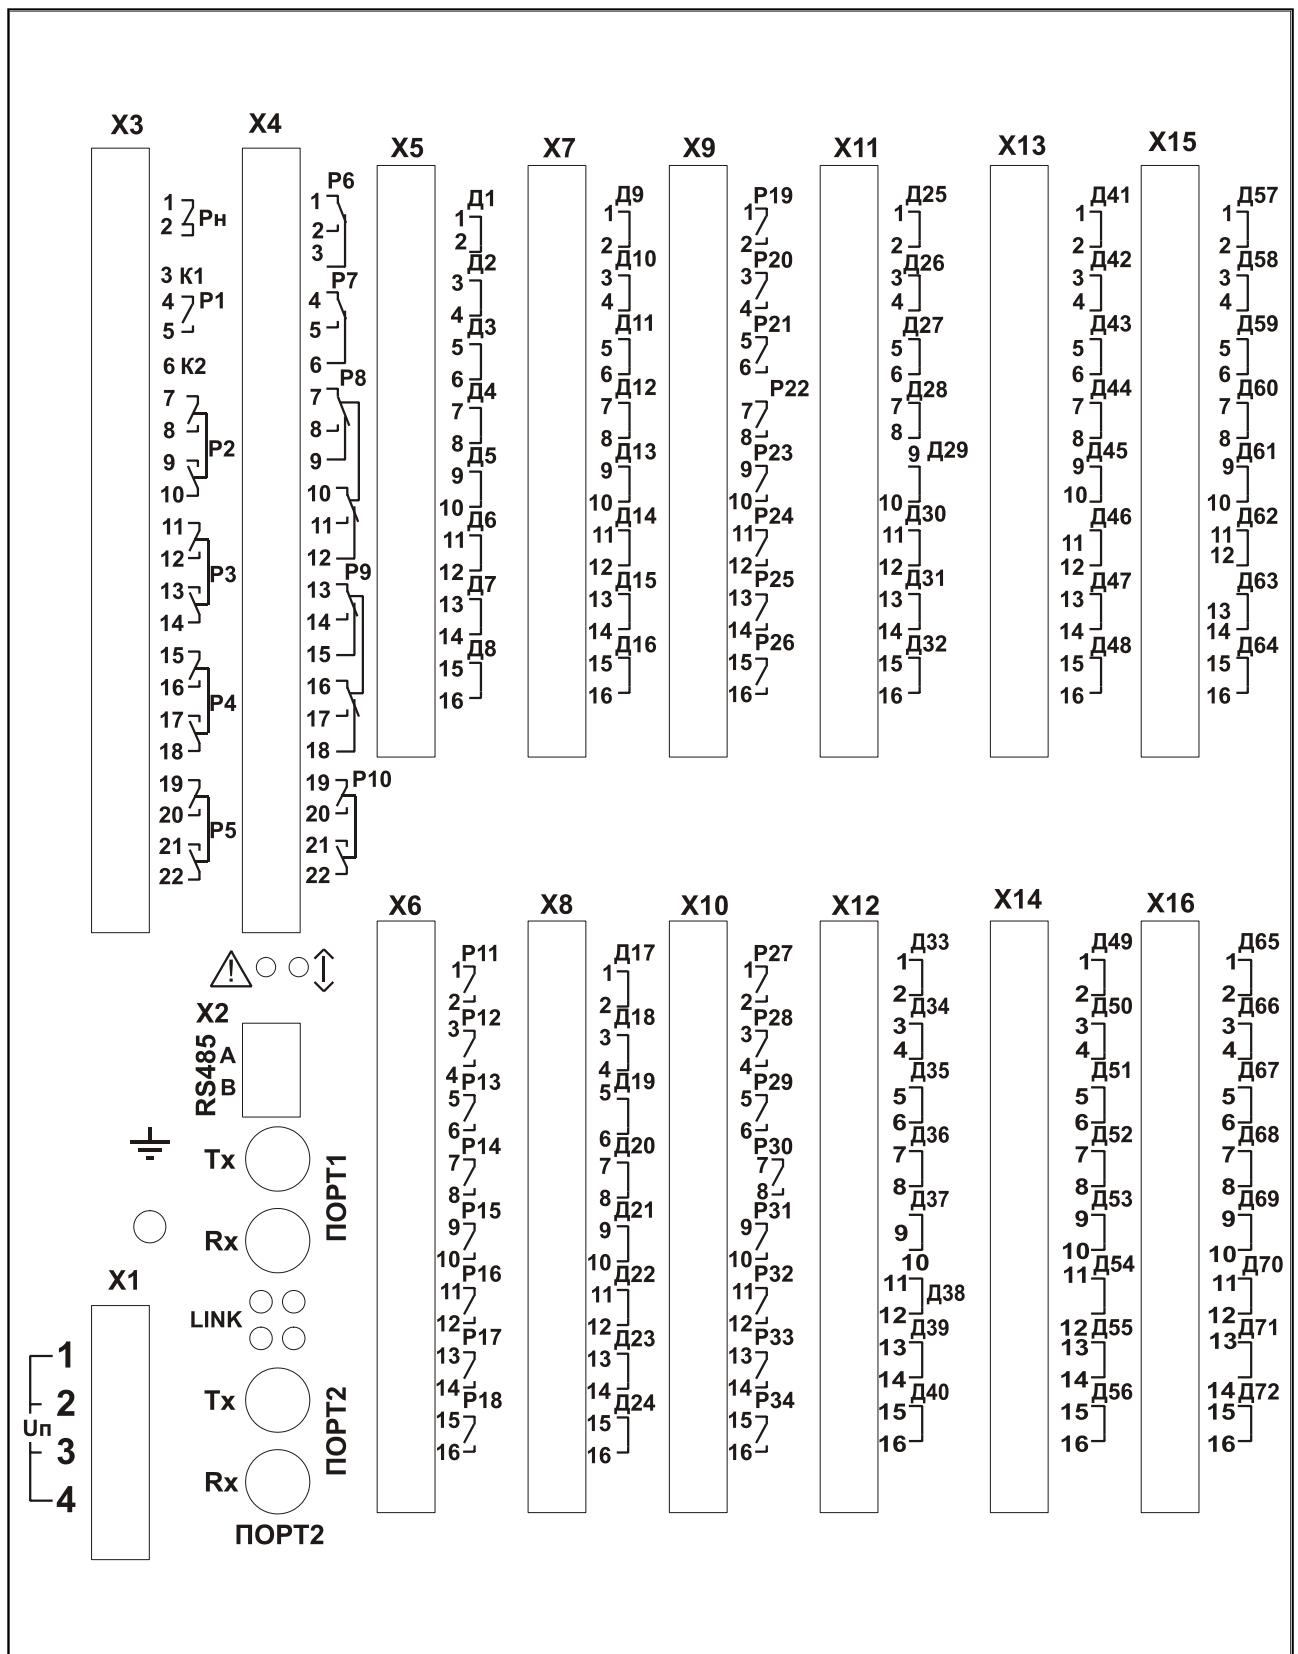 X3
1
2 Рн
3 К1
4 Р1
5
6 К2
7
8
Р2
9
10
11
12
Р3
13
14
15
16
Р4
17
18
19
20
Р5
21
22
X4
Р6
1
2
3
Р7
4
5
6
Р8
7
8
9
10
11
12
Р9
13
14
15
16
17
18
19 Р10
20
21
22
X5
Д1
1
2
Д2
3
4
Д3
5
6
Д4
7
8
Д5
9
10
Д6
11
12
Д7
13
14
Д8
15
16
X7
Д9
1
2
Д10
3
4
Д11
5
6
Д12
7
8
Д13
9
10
Д14
11
12
Д15
13
14
Д16
15
16
X9
Р19
1
2
Р20
3
4
Р21
5
6
Р22
7
8
Р23
9
10
Р24
11
12
Р25
13
14
Р26
15
16
X11
Д25
1
2
Д26
3
4
Д27
5
6
Д28
7
8
9 Д29
10
Д30
11
12
Д31
13
14
Д32
15
16
X13
Д41
1
2
Д42
3
4
Д43
5
6
Д44
7
8
Д45
9
10
Д46
11
12
Д47
13
14
Д48
15
16
X15
Д57
1
2
Д58
3
4
Д59
5
6
Д60
7
8
Д61
9
10
Д62
11
12
Д63
13
14
Д64
15
16
X2
RS485
A
B
Tx
Rx
ПОРТ1
LINK
Tx
Rx
ПОРТ2
ПОРТ2
X1
1
2
Uп
3
4
X6
Р11
1
2
Р12
3
4
Р13
5
6
Р14
7
8
Р15
9
10
Р16
11
12
Р17
13
14
Р18
15
16
X8
Д17
1
2
Д18
3
4
Д19
5
6
Д20
7
8
Д21
9
10
Д22
11
12
Д23
13
14
Д24
15
16
X10
Р27
1
2
Р28
3
4
Р29
5
6
Р30
7
8
Р31
9
10
Р32
11
12
Р33
13
14
Р34
15
16
X12
Д33
1
2
Д34
3
4
Д35
5
6
Д36
7
8
Д37
9
10
11
Д38
12
Д39
13
14
Д40
15
16
X14
Д49
1
2
Д50
3
4
Д51
5
6
Д52
7
8
Д53
9
10
Д54
11
12 Д55
13
14
Д56
15
16
X16
Д65
1
2
Д66
3
4
Д67
5
6
Д68
7
8
Д69
9
10
Д70
11
12
Д71
13
14 Д72
15
16